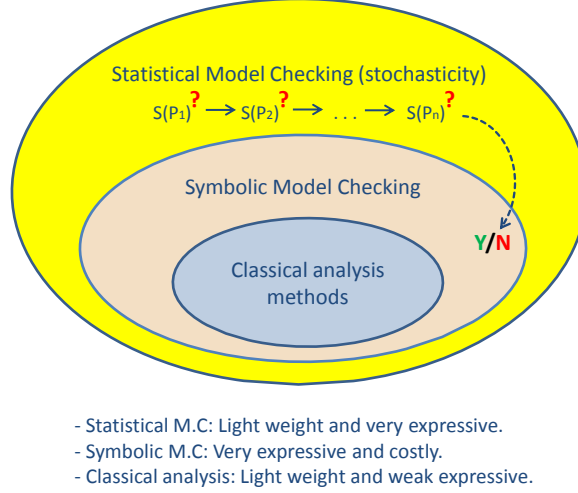 Statistical Model Checking (stochasticity)
S(P₁)? → S(P₂)? → . . . → S(Pₙ)?
Symbolic Model Checking
Y/N
Classical analysis
methods
- Statistical M.C: Light weight and very expressive.
- Symbolic M.C: Very expressive and costly.
- Classical analysis: Light weight and weak expressive.